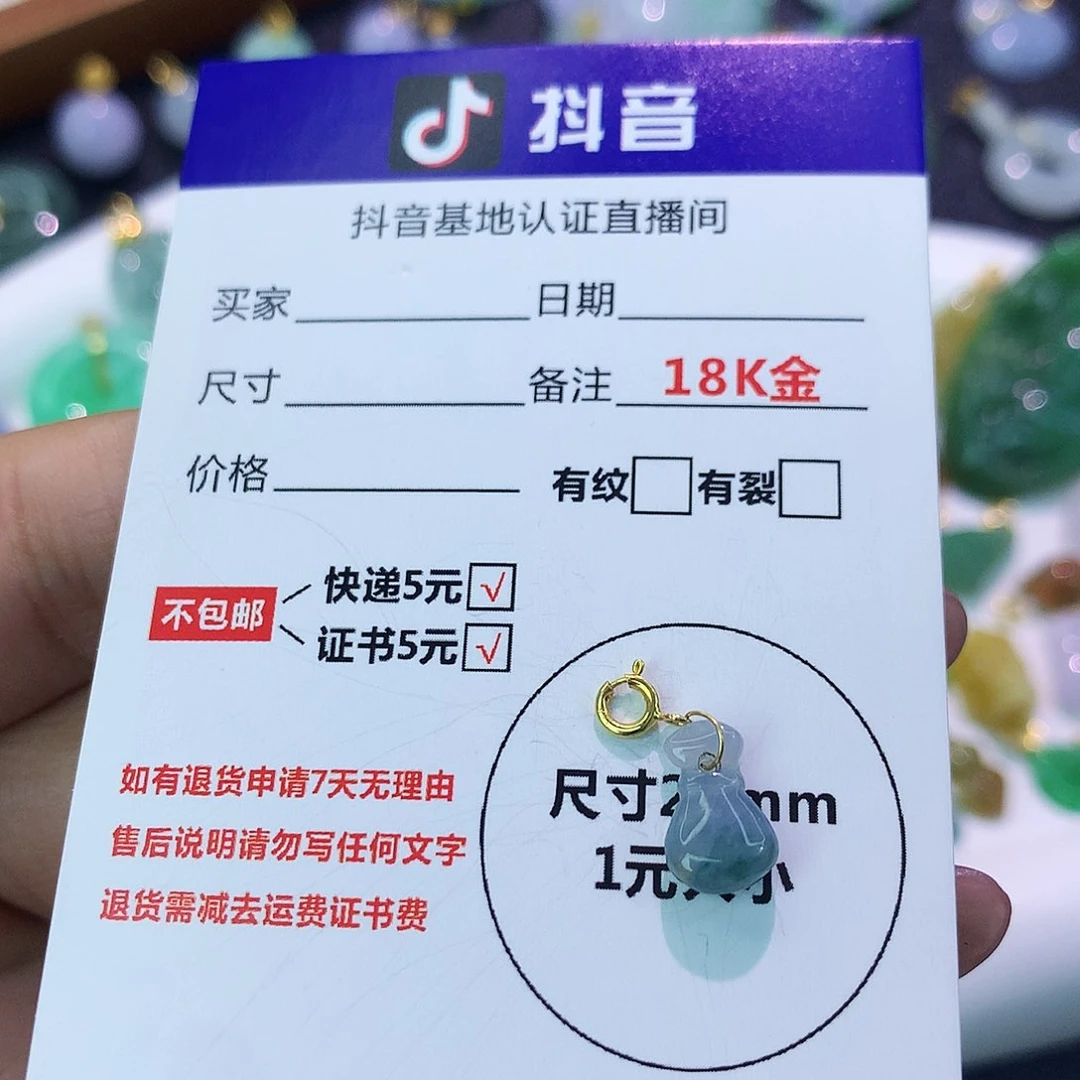 抖音
抖音基地认证直播间
买家 日期
尺寸 备注 18K金
价格 有纹 有裂
快递5元 √
不包邮
证书5元 √
如有退货申请7天无理由
售后说明请勿写任何文字
退货需减去运费证书费
尺寸2 mm
1元 小